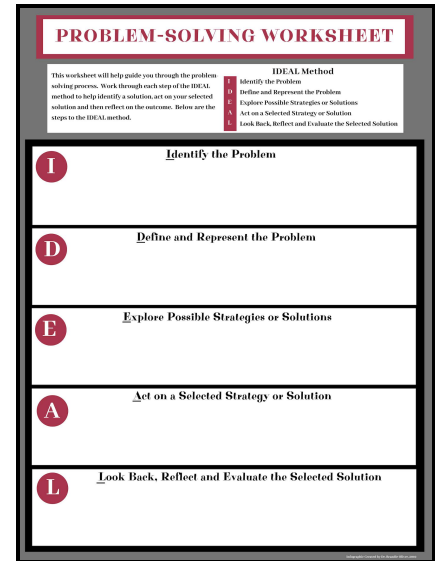 PROBLEM-SOLVING WORKSHEET
This worksheet will help guide you through the problem-
solving process. Work through each step of the IDEAL
method to help identify a solution, act on your selected
solution and then reflect on the outcome. Below are the
steps to the IDEAL method.
IDEAL Method
I Identify the Problem
D Define and Represent the Problem
E Explore Possible Strategies or Solutions
A Act on a Selected Strategy or Solution
L Look Back, Reflect and Evaluate the Selected Solution
I
Identify the Problem
D
Define and Represent the Problem
E
Explore Possible Strategies or Solutions
A
Act on a Selected Strategy or Solution
L
Look Back, Reflect and Evaluate the Selected Solution